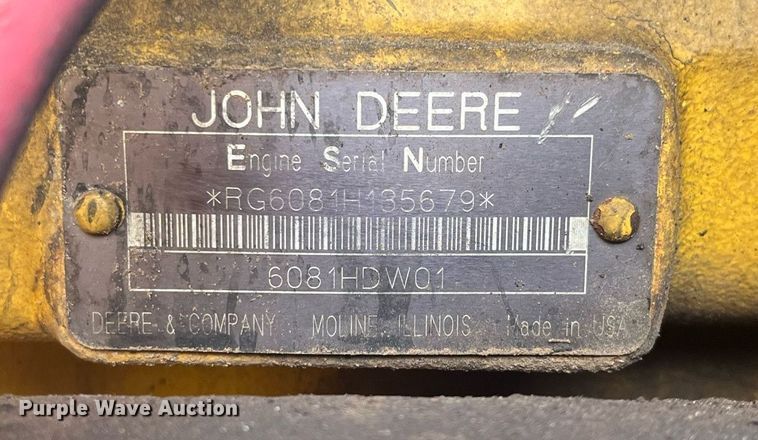 JOHN DEERE
Engine Serial Number
*RG6081H135679*
6081HDW01
DEERE & COMPANY MOLINE, ILLINOIS Made in USA
Purple Wave Auction